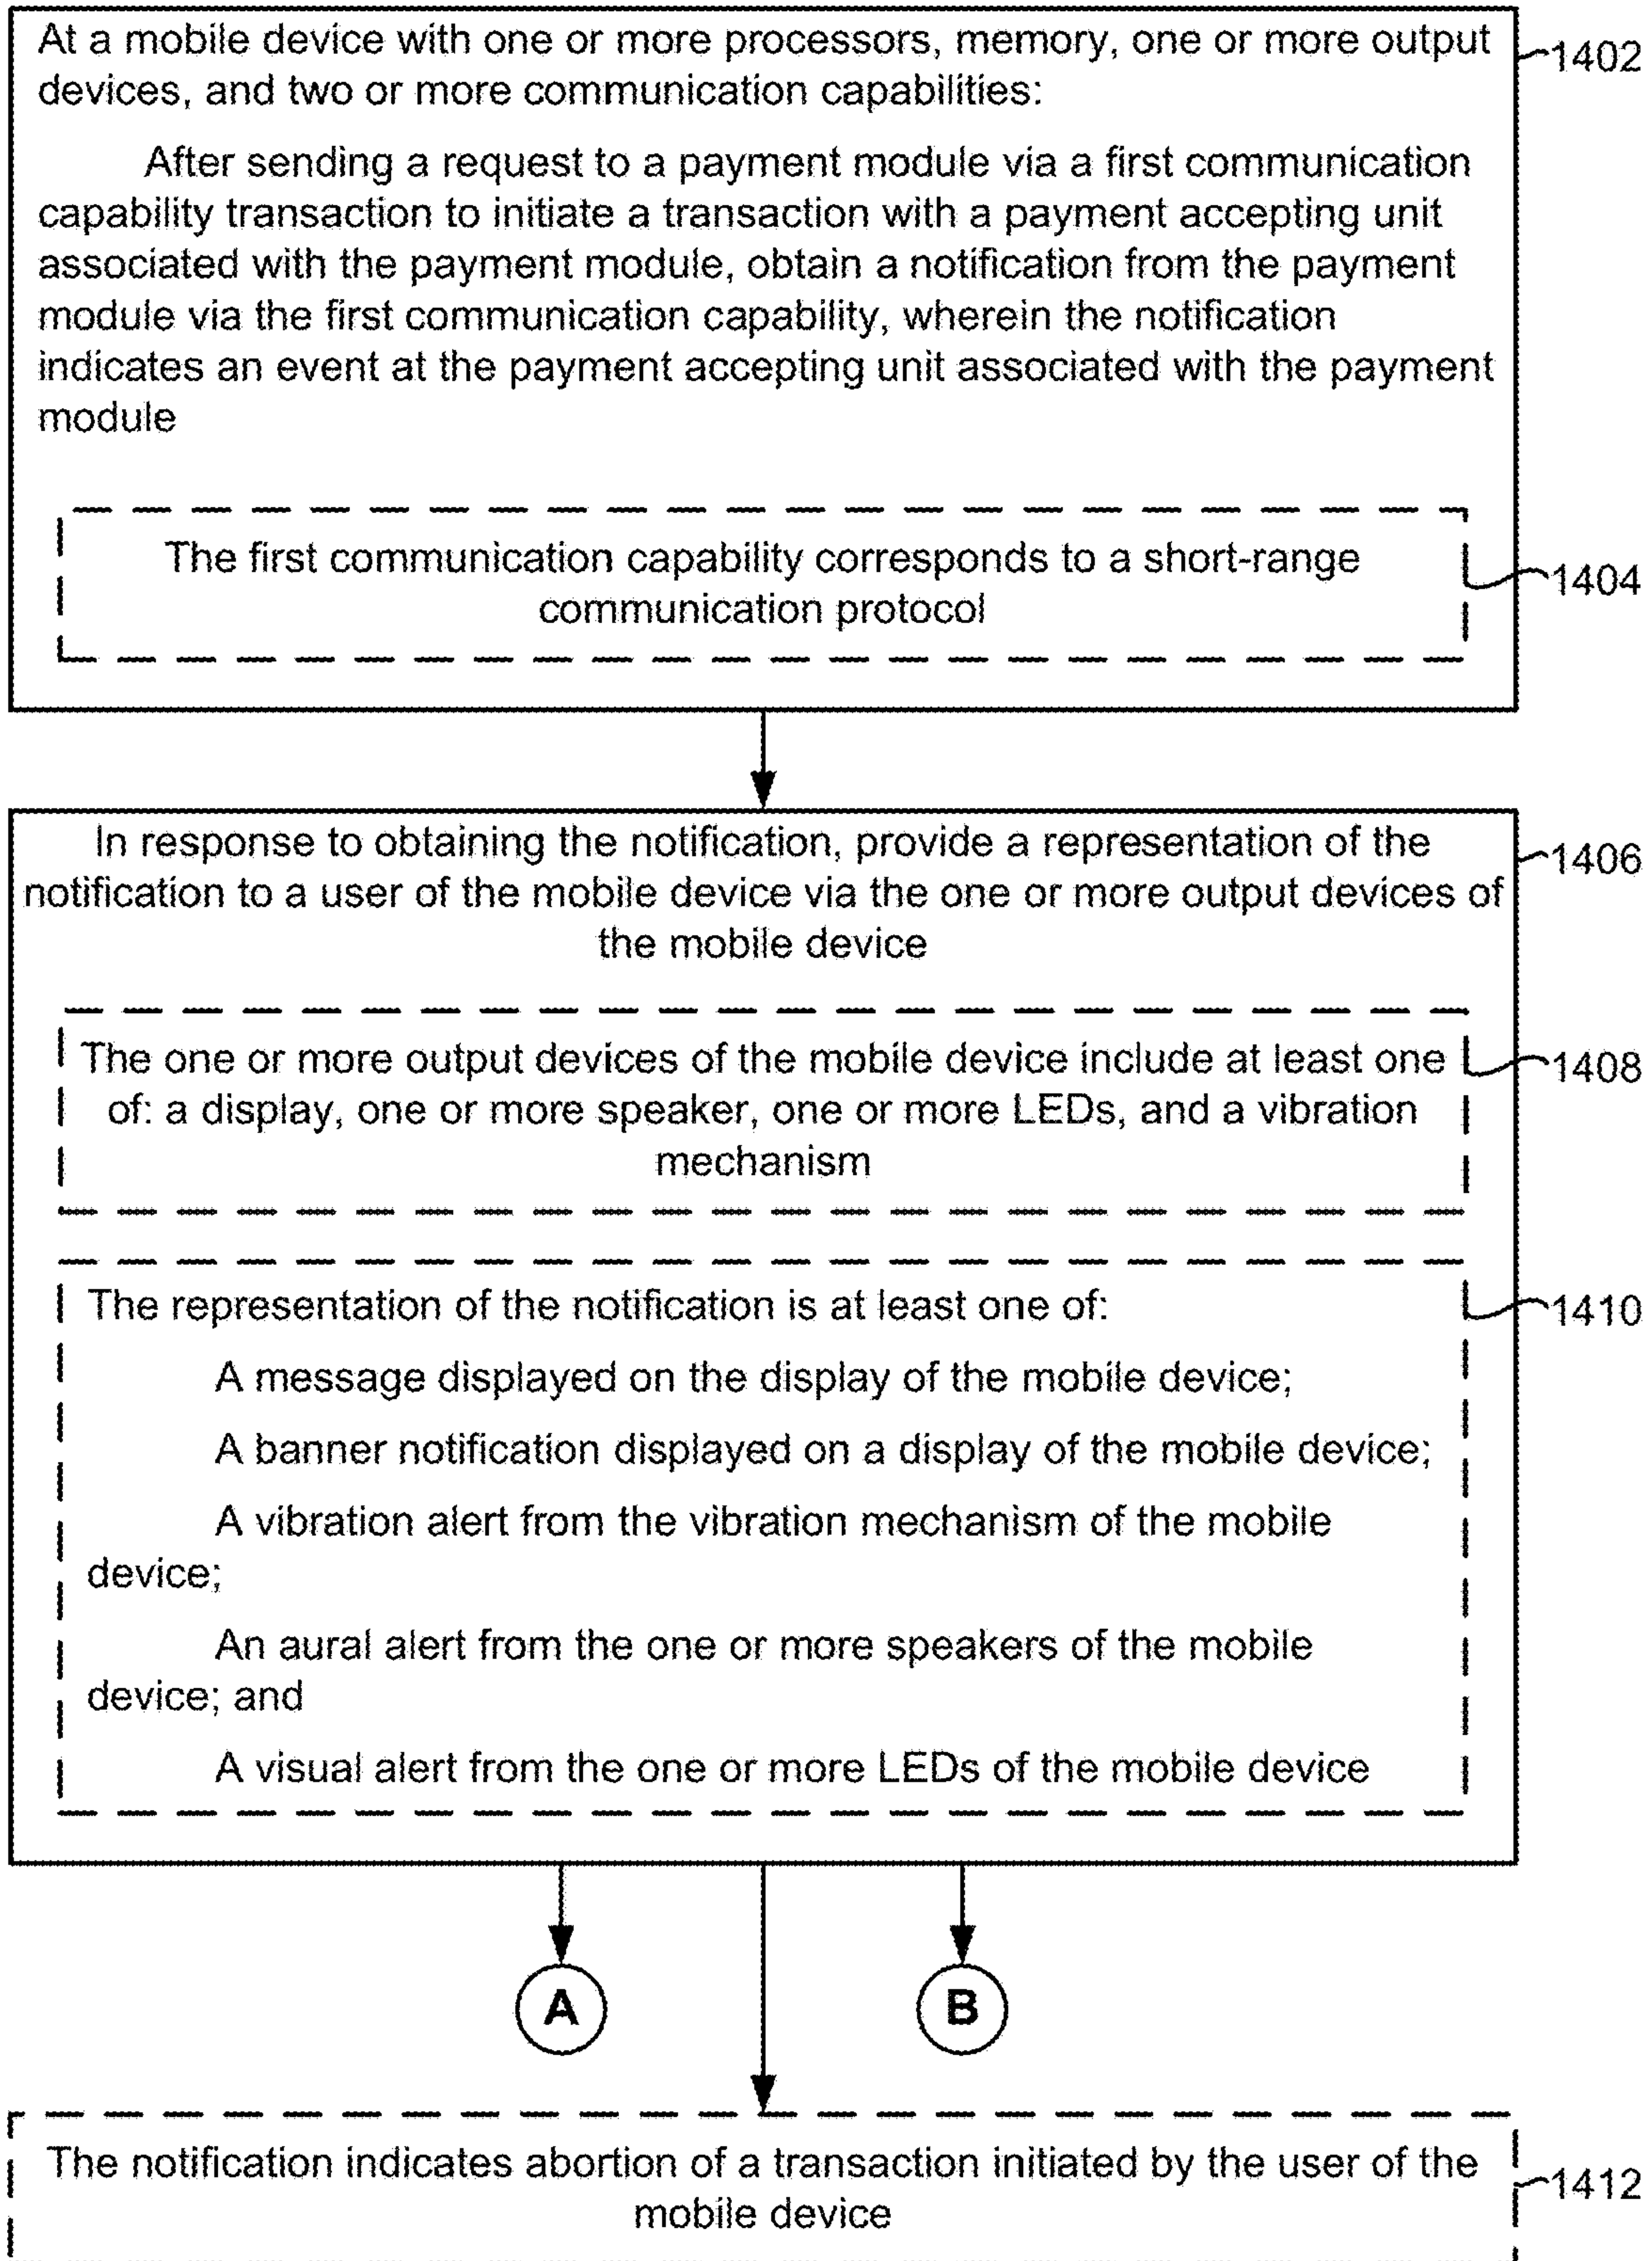 At a mobile device with one or more processors, memory, one or more output
devices, and two or more communication capabilities:
1402
After sending a request to a payment module via a first communication
capability transaction to initiate a transaction with a payment accepting unit
associated with the payment module, obtain a notification from the payment
module via the first communication capability, wherein the notification
indicates an event at the payment accepting unit associated with the payment
module
The first communication capability corresponds to a short-range
communication protocol
1404
In response to obtaining the notification, provide a representation of the
notification to a user of the mobile device via the one or more output devices of
the mobile device
1406
The one or more output devices of the mobile device include at least one
of: a display, one or more speaker, one or more LEDs, and a vibration
mechanism
1408
The representation of the notification is at least one of:
1410
A message displayed on the display of the mobile device;
A banner notification displayed on a display of the mobile device;
A vibration alert from the vibration mechanism of the mobile
device;
An aural alert from the one or more speakers of the mobile
device; and
A visual alert from the one or more LEDs of the mobile device
A
B
The notification indicates abortion of a transaction initiated by the user of the
mobile device
1412